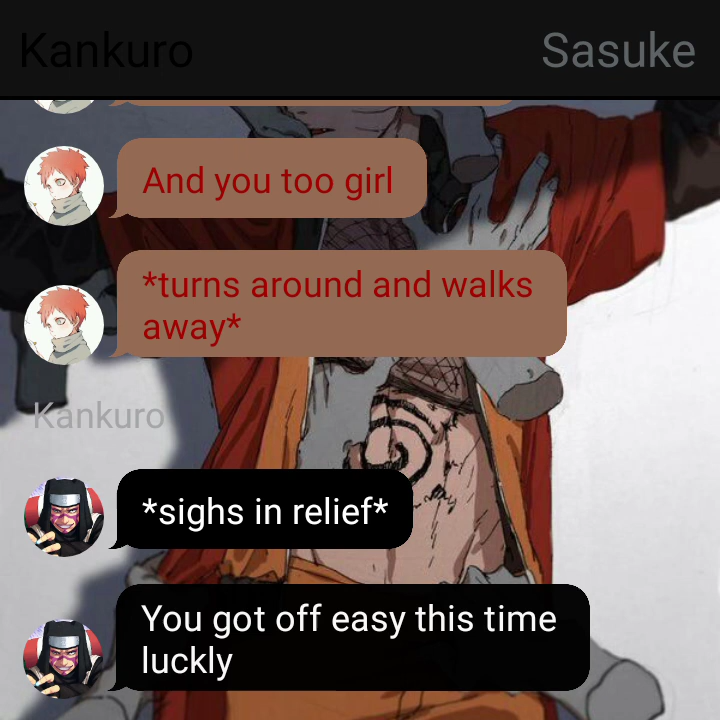 Kankuro Sasuke
And you too girl
*turns around and walks
away*
Kankuro
*sighs in relief*
You got off easy this time
luckly